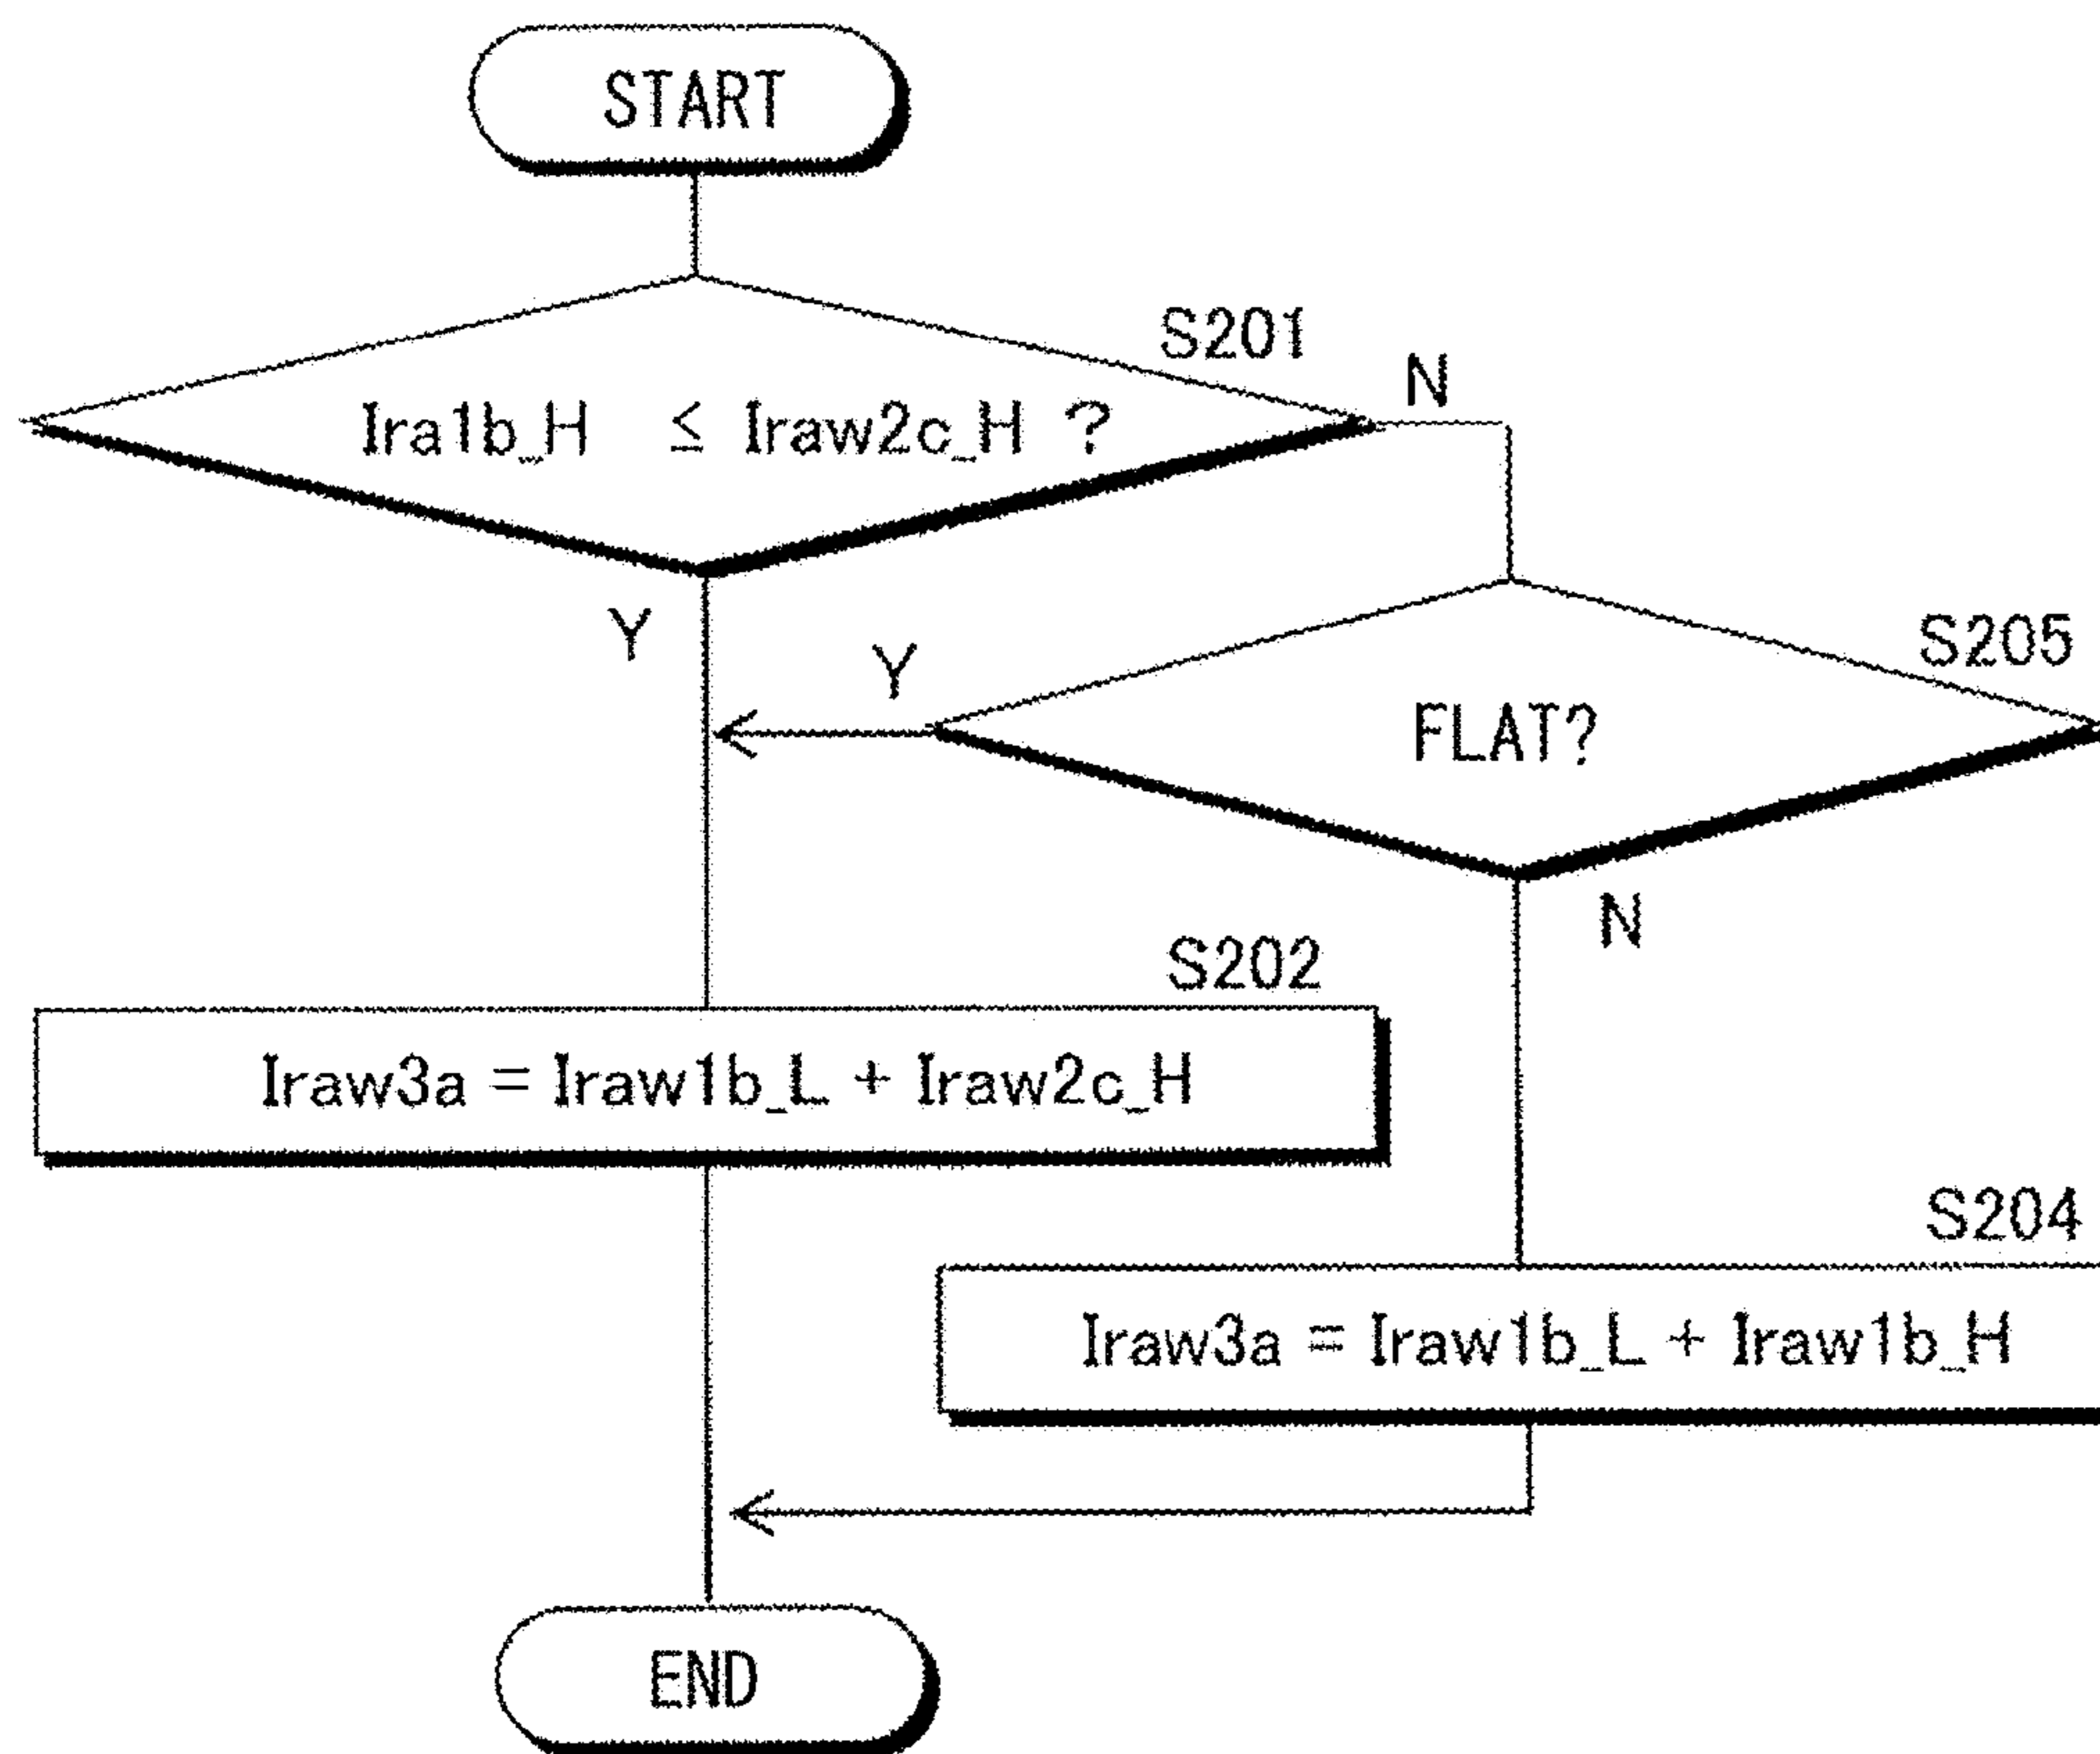 START
S201
N
Ira1b_H ≤ Iraw2c_H ?
Y
S205
Y
FLAT?
N
S202
Iraw3a = Iraw1b_L + Iraw2c_H
S204
Iraw3a = Iraw1b_L + Iraw1b_H
END